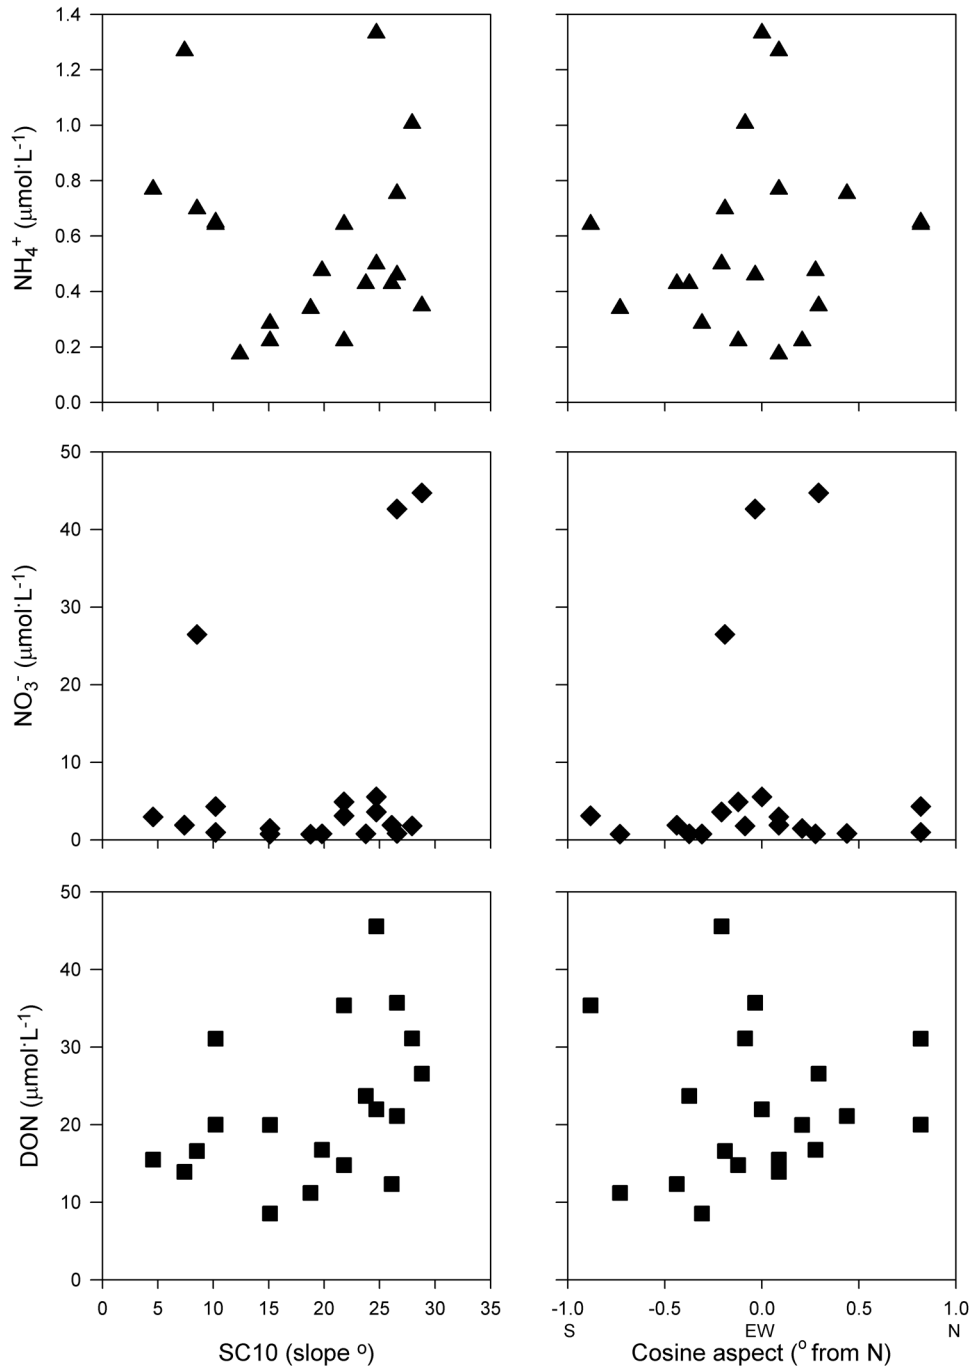 1.4
1.2
1.0
0.8
0.6
0.4
0.2
0.0
NH₄⁺ (μmol·L⁻¹)
50
40
30
20
10
0
NO₃⁻ (μmol·L⁻¹)
50
40
30
20
10
0
DON (μmol·L⁻¹)
0 5 10 15 20 25 30 35
SC10 (slope º)
-1.0 -0.5 0.0 0.5 1.0
S EW N
Cosine aspect (º from N)